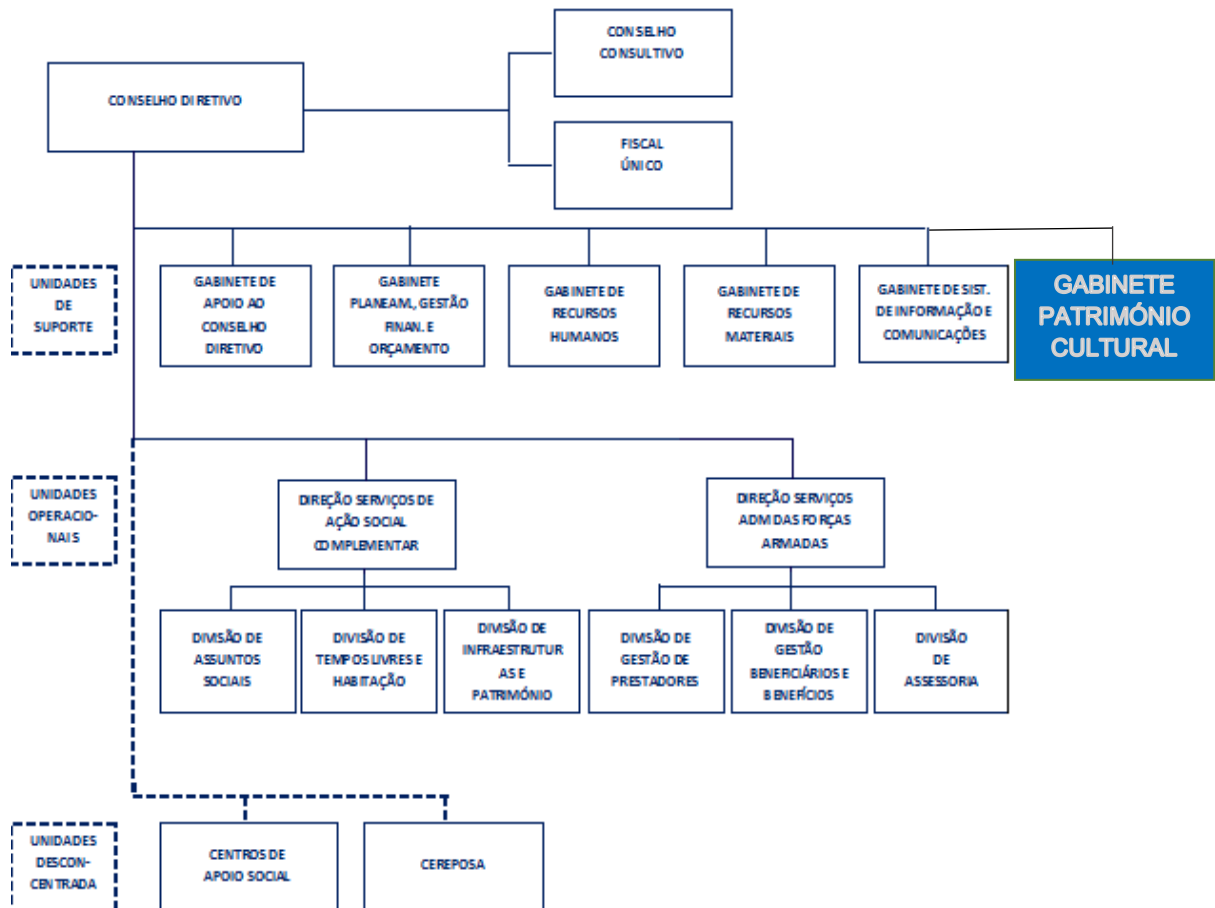 CONSELHO
CONSULTIVO
CONSELHO DIRETIVO
FISCAL
ÚNICO
UNIDADES
DE
SUPORTE
GABINETE DE
APOIO AO
CONSELHO
DIRETIVO
GABINETE
PLANEAM., GESTÃO
FINAN. E
ORÇAMENTO
GABINETE DE
RECURSOS
HUMANOS
GABINETE DE
RECURSOS
MATERIAIS
GABINETE DE SIST.
DE INFORMAÇÃO E
COMUNICAÇÕES
GABINETE
PATRIMÓNIO
CULTURAL
UNIDADES
OPERACIO-
NAIS
DIREÇÃO SERVIÇOS DE
AÇÃO SOCIAL
COMPLEMENTAR
DIREÇÃO SERVIÇOS
ADM DAS FORÇAS
ARMADAS
DIVISÃO DE
ASSUNTOS
SOCIAIS
DIVISÃO DE
TEMPOS LIVRES E
HABITAÇÃO
DIVISÃO DE
INFRAESTRUTUR
AS E
PATRIMÓNIO
DIVISÃO DE
GESTÃO DE
PRESTADORES
DIVISÃO DE
GESTÃO
BENEFICIÁRIOS E
BENEFÍCIOS
DIVISÃO
DE
ASSESSORIA
UNIDADES
DESCON-
CENTRADA
CENTROS DE
APOIO SOCIAL
CEREPOSA